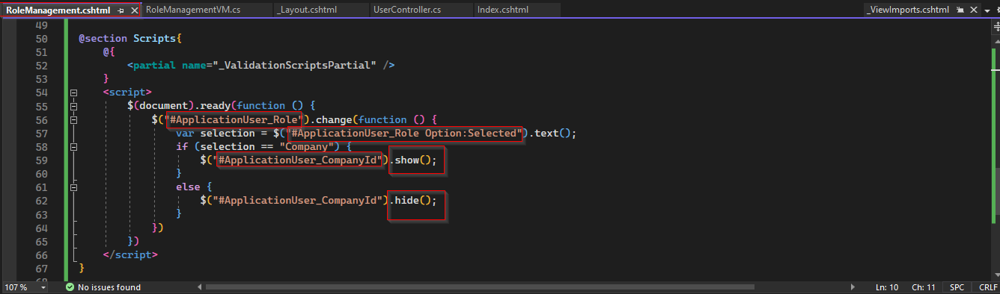 RoleManagement.cshtml RoleManagementVM.cs _Layout.cshtml UserController.cs Index.cshtml _ViewImports.cshtml
49
50 @section Scripts{
51 @{
52 <partial name="_ValidationScriptsPartial" />
53 }
54 <script>
55 $(document).ready(function () {
56 $("#ApplicationUser_Role").change(function () {
57 var selection = $("#ApplicationUser_Role Option:Selected").text();
58 if (selection == "Company") {
59 $("#ApplicationUser_CompanyId").show();
60 }
61 else {
62 $("#ApplicationUser_CompanyId").hide();
63 }
64 })
65 })
66 </script>
67 }
68
107 % No issues found Ln: 10 Ch: 11 SPC CRLF